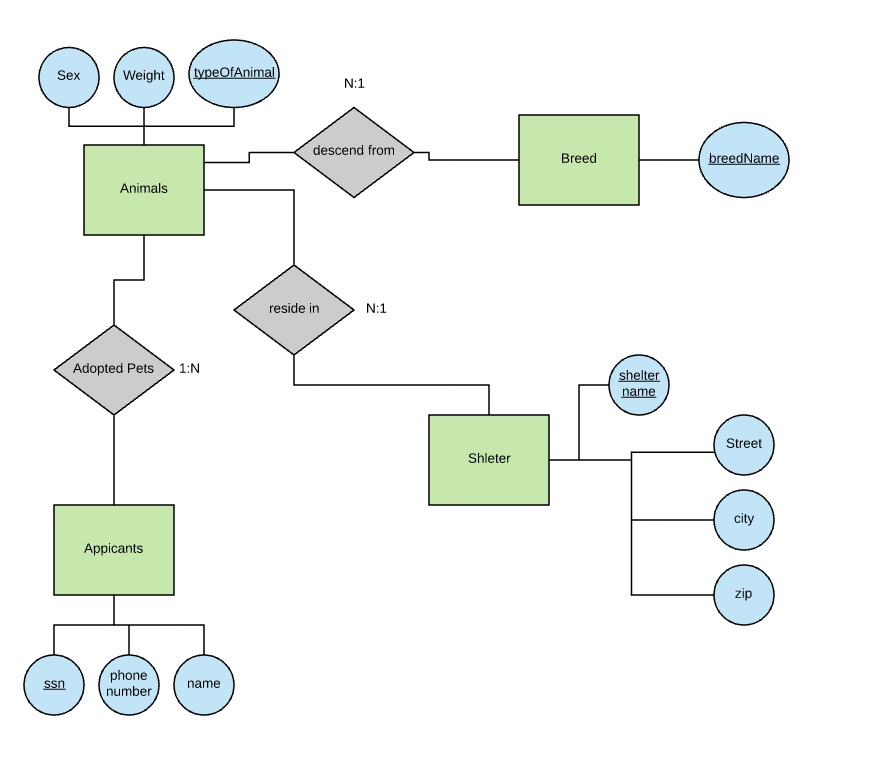 Sex
Weight
typeOfAnimal
N:1
descend from
Breed
breedName
Animals
reside in
N:1
Adopted Pets
1:N
shelter
name
Street
Shleter
city
Appicants
zip
ssn
phone
number
name